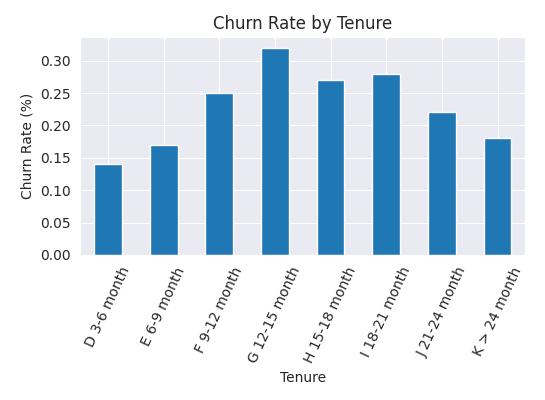 Churn Rate by Tenure
Churn Rate (%)
0.30
0.25
0.20
0.15
0.10
0.05
0.00
D 3-6 month
E 6-9 month
F 9-12 month
G 12-15 month
H 15-18 month
I 18-21 month
J 21-24 month
K > 24 month
Tenure